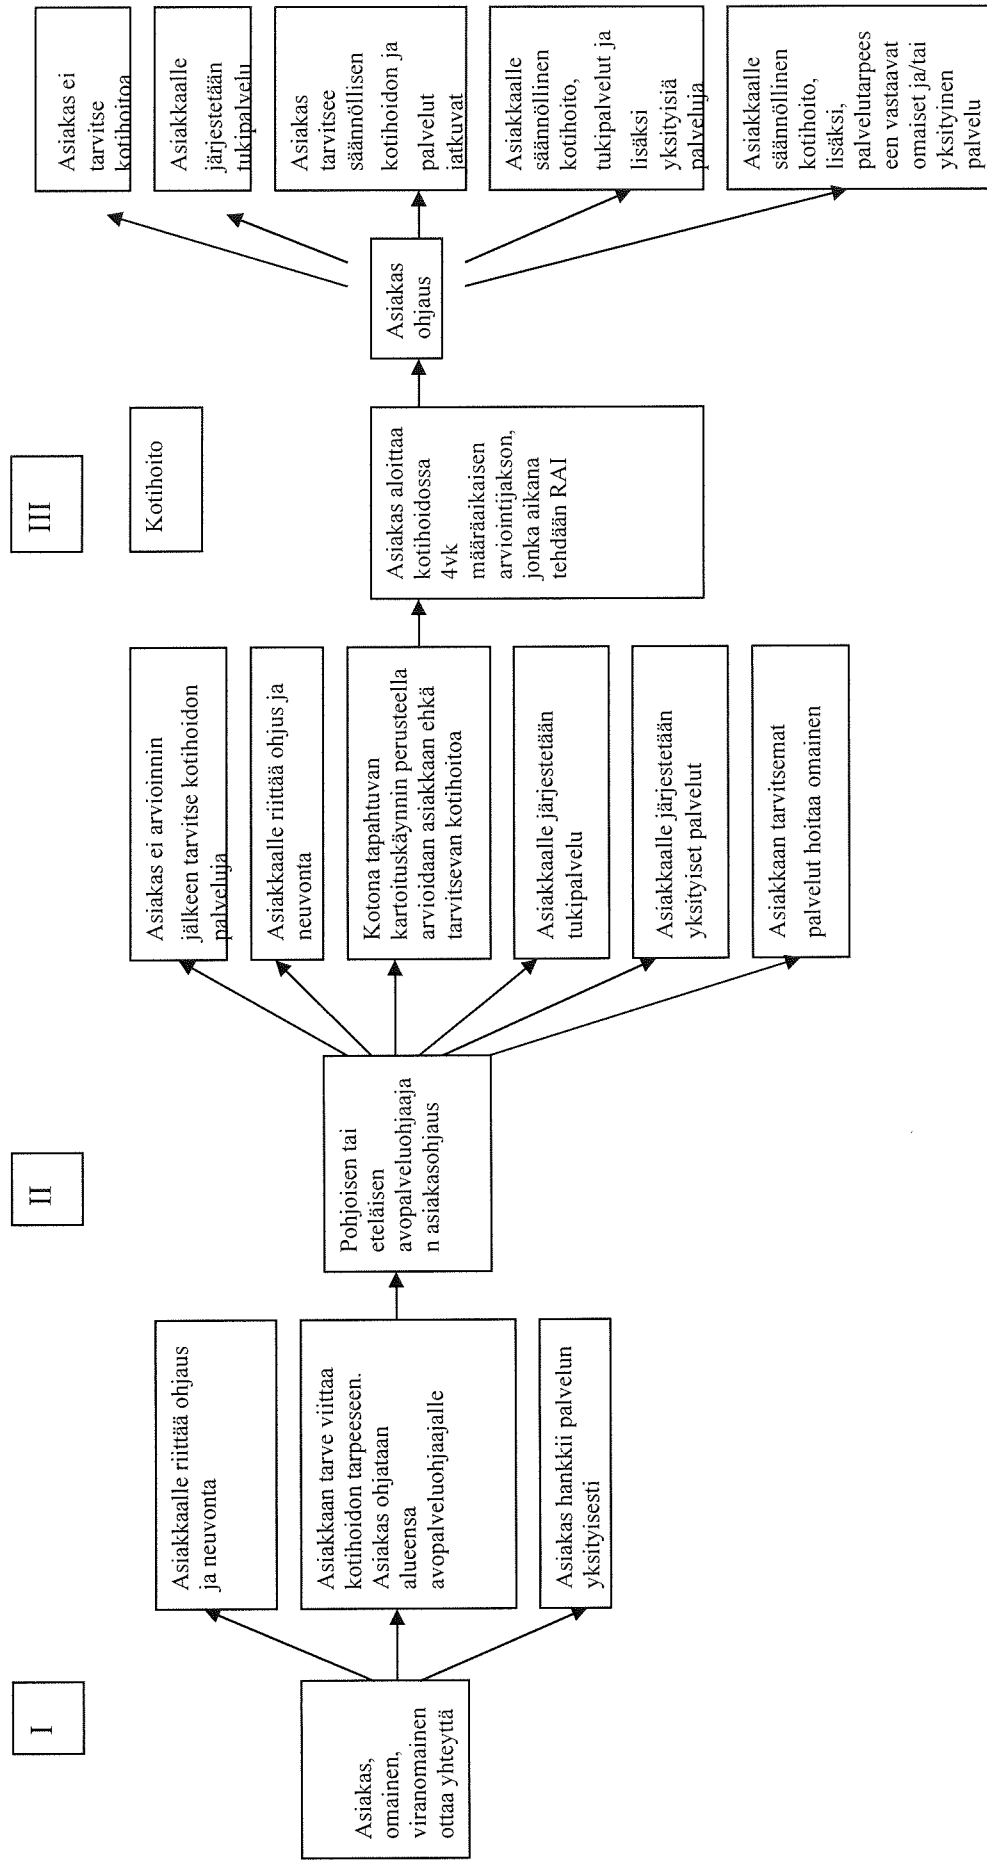 I
Asiakas,
omainen,
viranomainen
ottaa yhteyttä
Asiakkaalle riittää ohjaus
ja neuvonta
Asiakkaan tarve viittaa
kotihoidon tarpeeseen.
Asiakas ohjataan
alueensa
avopalveluohjaajalle
Asiakas hankkii palvelun
yksityisesti
II
Pohjoisen tai
eteläisen
avopalveluohjaaja
n asiakasohjaus
Asiakas ei arvioinnin
jälkeen tarvitse kotihoidon
palveluja
Asiakkaalle riittää ohjus ja
neuvonta
Kotona tapahtuvan
kartoituskäynnin perusteella
arvioidaan asiakkaan ehkä
tarvitsevan kotihoitoa
Asiakkaalle järjestetään
tukipalvelu
Asiakkaalle järjestetään
yksityiset palvelut
Asiakkaan tarvitsemat
palvelut hoitaa omainen
III
Kotihoito
Asiakas aloittaa
kotihoidossa
4vk
määräaikaisen
arviointijakson,
jonka aikana
tehdään RAI
Asiakas
ohjaus
Asiakas ei
tarvitse
kotihoitoa
Asiakkaalle
järjestetään
tukipalvelu
Asiakas
tarvitsee
säännöllisen
kotihoidon ja
palvelut
jatkuvat
Asiakkaalle
säännöllinen
kotihoito,
tukipalvelut ja
lisäksi
yksityisiä
palveluja
Asiakkaalle
säännöllinen
kotihoito,
lisäksi,
palvelutarpees
een vastaavat
omaiset ja/tai
yksityinen
palvelu